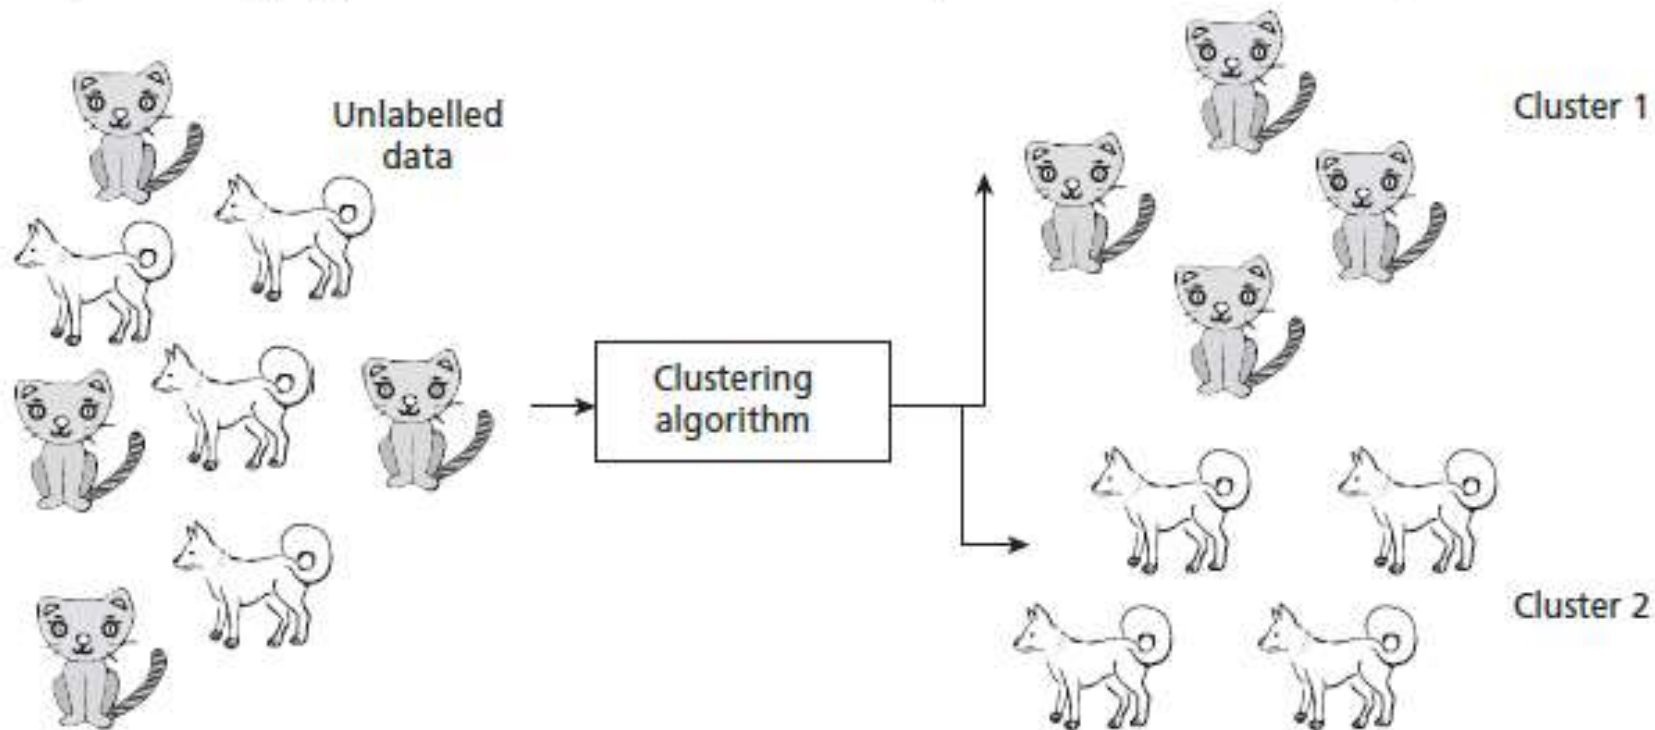 Unlabelled
data
Cluster 1
Clustering
algorithm
Cluster 2